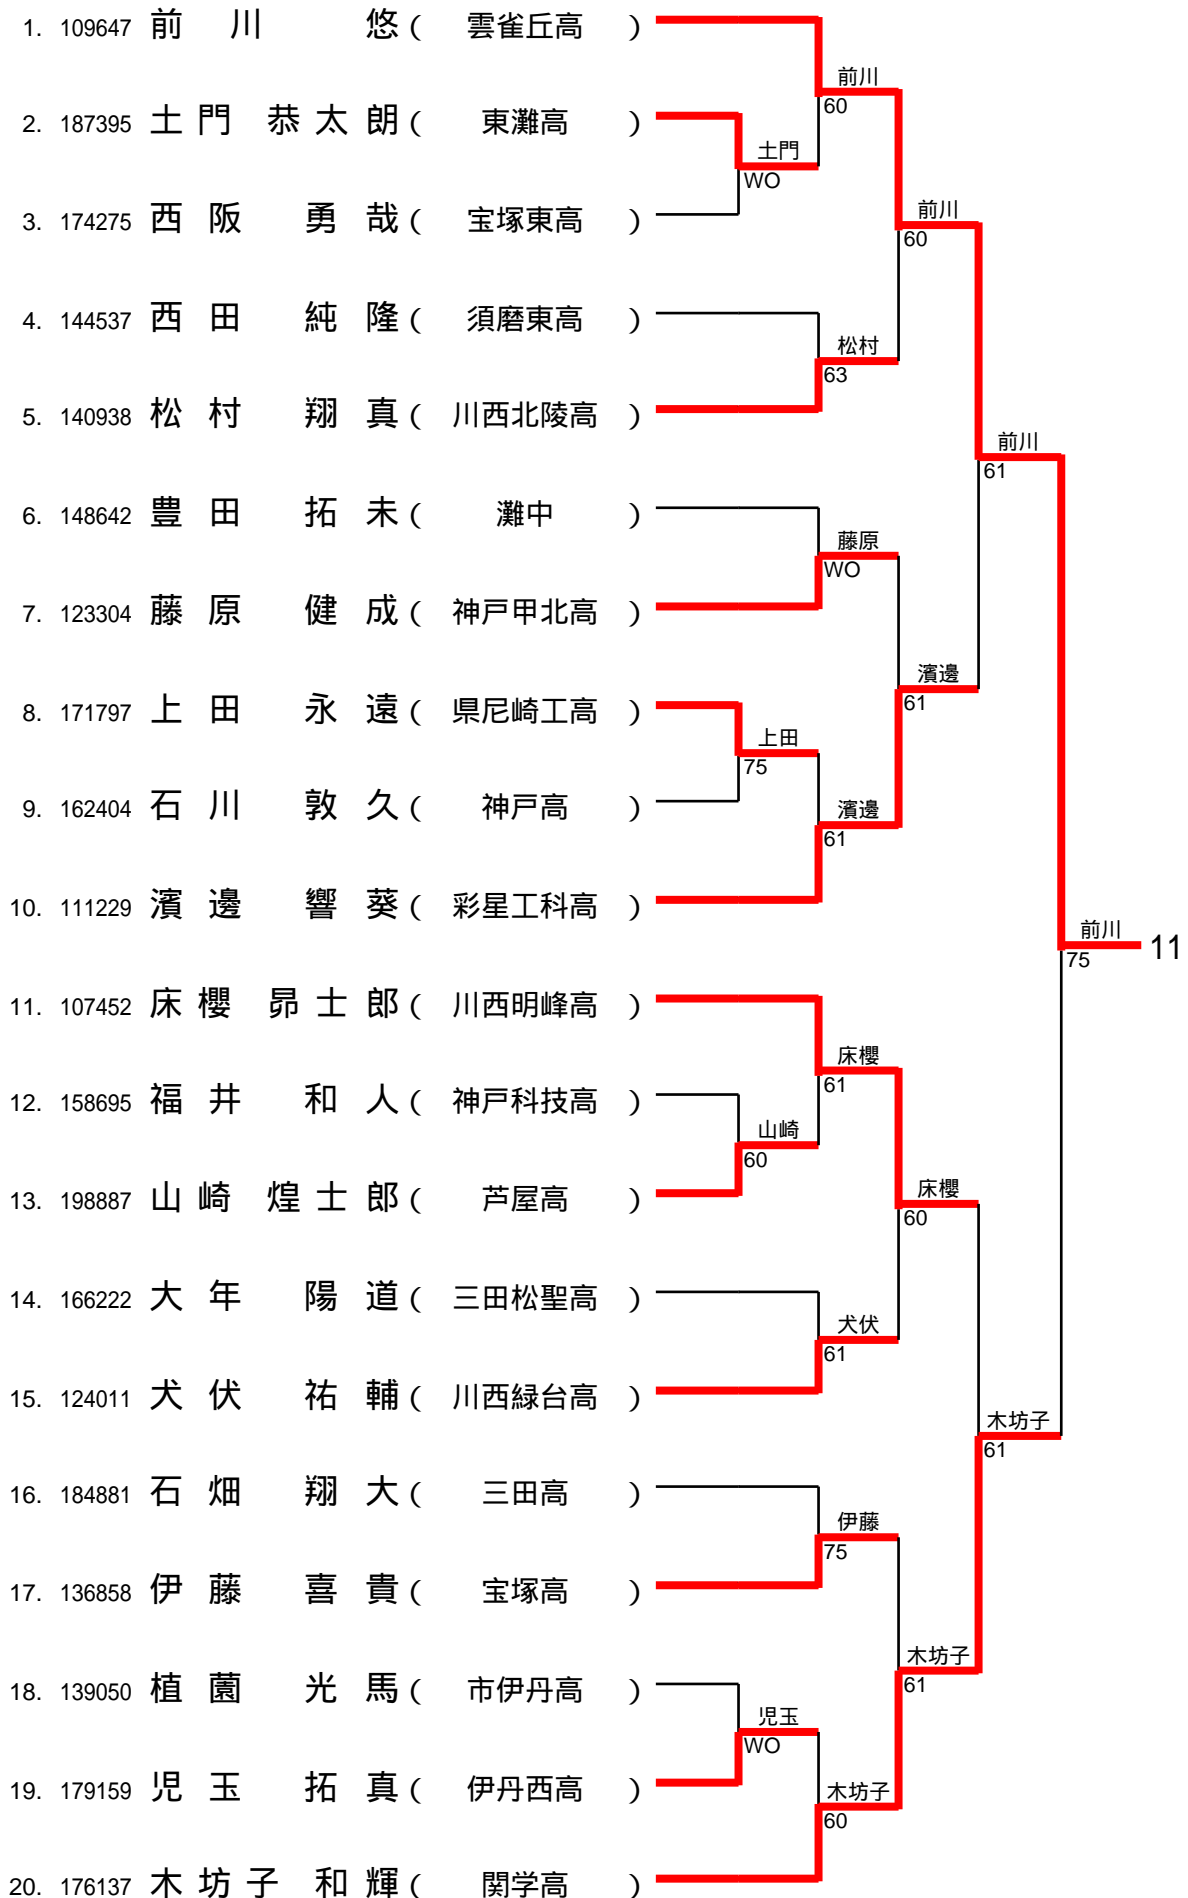 1. 109647 前川 悠 ( 雲雀丘高 )
前川
60
2. 187395 土門 恭太朗 ( 東灘高 )
土門
WO
3. 174275 西阪 勇哉 ( 宝塚東高 )
前川
60
4. 144537 西田 純隆 ( 須磨東高 )
松村
63
5. 140938 松村 翔真 ( 川西北陵高 )
前川
61
6. 148642 豊田 拓未 ( 灘中 )
藤原
WO
7. 123304 藤原 健成 ( 神戸甲北高 )
濱邊
61
8. 171797 上田 永遠 ( 県尼崎工高 )
上田
75
9. 162404 石川 敦久 ( 神戸高 )
濱邊
61
10. 111229 濱邊 響葵 ( 彩星工科高 )
前川
75
11
11. 107452 床櫻 昴士郎 ( 川西明峰高 )
床櫻
61
12. 158695 福井 和人 ( 神戸科技高 )
山崎
60
13. 198887 山崎 煌士郎 ( 芦屋高 )
床櫻
60
14. 166222 大年 陽道 ( 三田松聖高 )
犬伏
61
15. 124011 犬伏 祐輔 ( 川西緑台高 )
木坊子
61
16. 184881 石畑 翔大 ( 三田高 )
伊藤
75
17. 136858 伊藤 喜貴 ( 宝塚高 )
木坊子
61
18. 139050 植薗 光馬 ( 市伊丹高 )
児玉
WO
19. 179159 児玉 拓真 ( 伊丹西高 )
木坊子
60
20. 176137 木坊子 和輝 ( 関学高 )